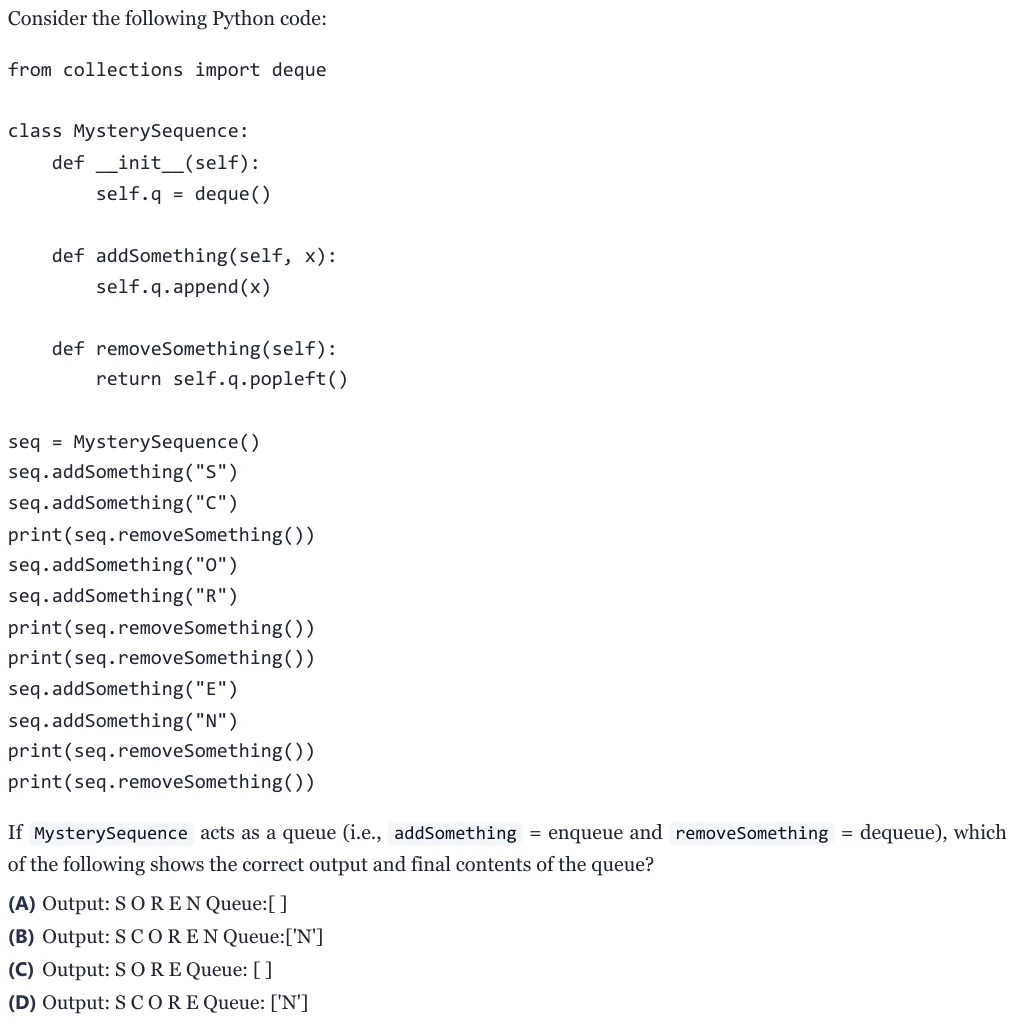 Consider the following Python code:
from collections import deque
class MysterySequence:
    def __init__(self):
        self.q = deque()
    def addSomething(self, x):
        self.q.append(x)
    def removeSomething(self):
        return self.q.popleft()
seq = MysterySequence()
seq.addSomething("S")
seq.addSomething("C")
print(seq.removeSomething())
seq.addSomething("O")
seq.addSomething("R")
print(seq.removeSomething())
print(seq.removeSomething())
seq.addSomething("E")
seq.addSomething("N")
print(seq.removeSomething())
print(seq.removeSomething())
If MysterySequence acts as a queue (i.e., addSomething = enqueue and removeSomething = dequeue), which
of the following shows the correct output and final contents of the queue?
(A) Output: S O R E N Queue:[ ]
(B) Output: S C O R E N Queue:['N']
(C) Output: S O R E Queue: [ ]
(D) Output: S C O R E Queue: ['N']